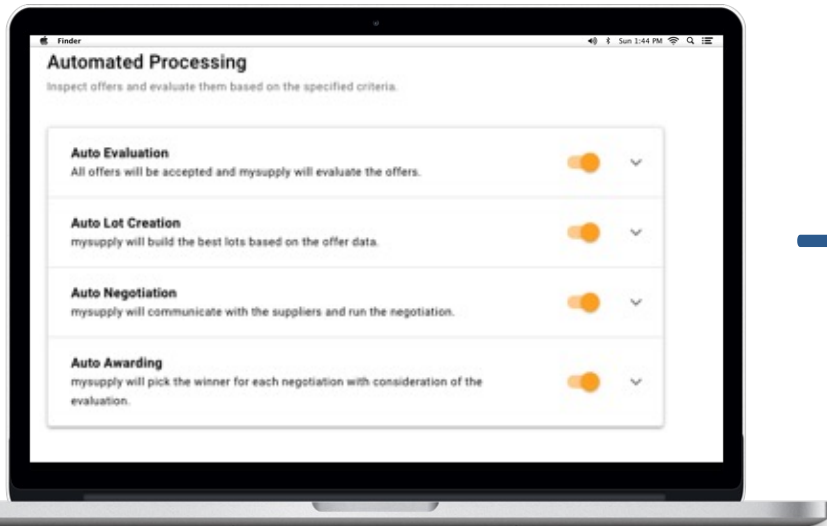 Finder
Sun 1:44 PM
Automated Processing
Inspect offers and evaluate them based on the specified criteria.
Auto Evaluation
All offers will be accepted and mysupply will evaluate the offers.
Auto Lot Creation
mysupply will build the best lots based on the offer data.
Auto Negotiation
mysupply will communicate with the suppliers and run the negotiation.
Auto Awarding
mysupply will pick the winner for each negotiation with consideration of the
evaluation.